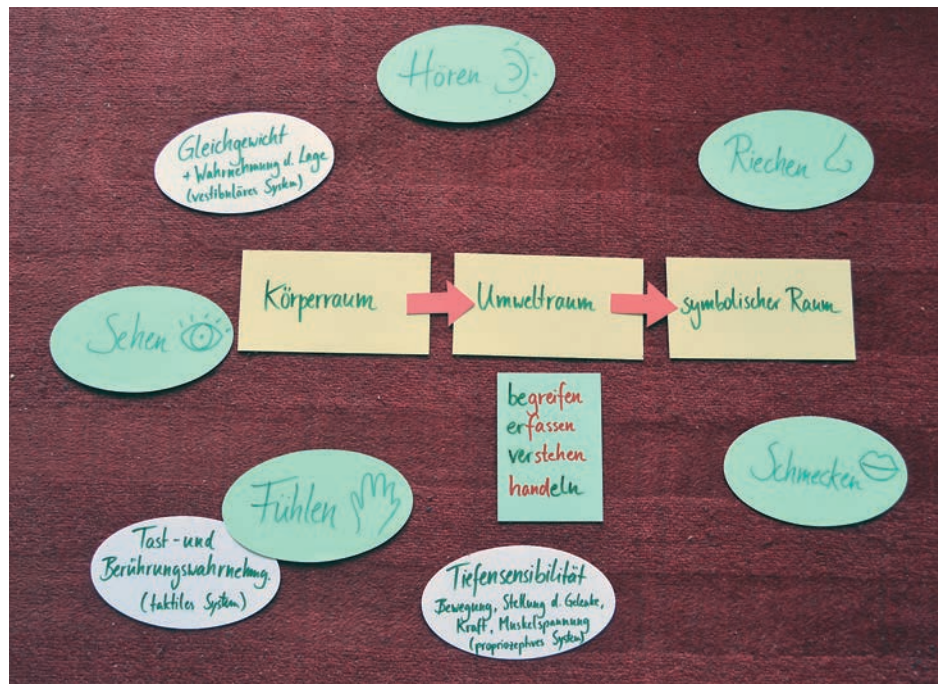 Hören
Gleichgewicht
+ Wahrnehmung d. Lage
(vestibuläres System)
Riechen
Körperraum
Umweltraum
symbolischer Raum
Sehen
begreifen
erfassen
verstehen
handeln
Schmecken
Fühlen
Tast- und
Berührungswahrnehmung.
(taktiles System)
Tiefensensibilität
Bewegung, Stellung d. Gelenke,
Kraft, Muskelspannung
(propriozeptives System)